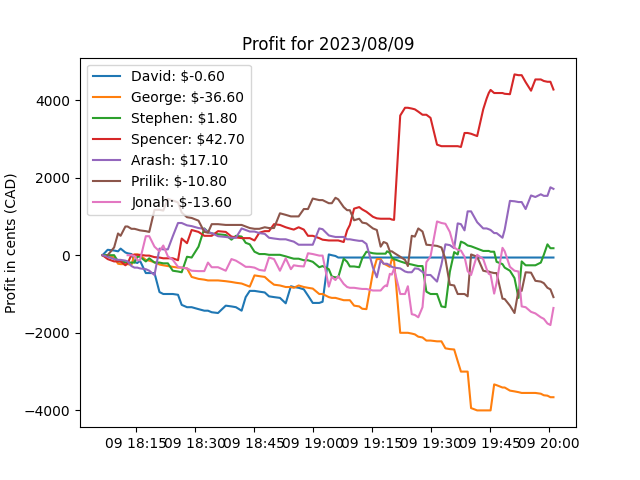 Profit for 2023/08/09
Profit in cents (CAD)
4000
2000
0
−2000
−4000
David: $-0.60
George: $-36.60
Stephen: $1.80
Spencer: $42.70
Arash: $17.10
Prilik: $-10.80
Jonah: $-13.60
09 18:15 09 18:30 09 18:45 09 19:00 09 19:15 09 19:30 09 19:45 09 20:00